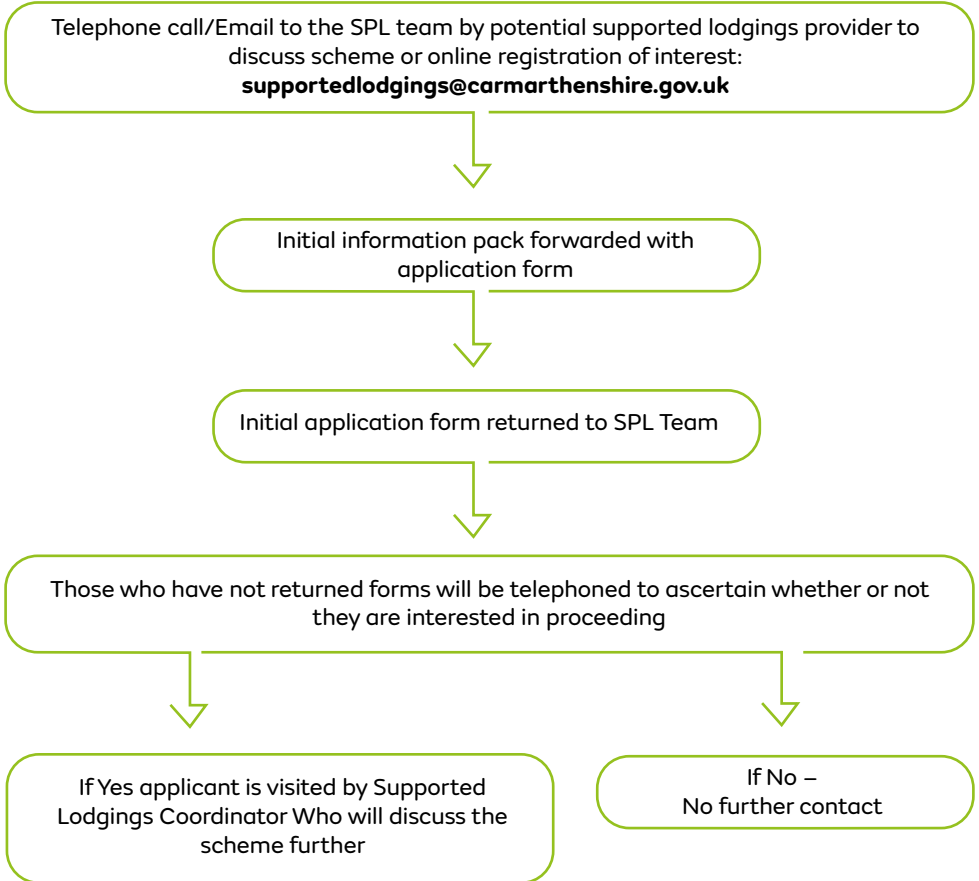 Telephone call/Email to the SPL team by potential supported lodgings provider to
discuss scheme or online registration of interest:
supportedlodgings@carmarthenshire.gov.uk
Initial information pack forwarded with
application form
Initial application form returned to SPL Team
Those who have not returned forms will be telephoned to ascertain whether or not
they are interested in proceeding
If Yes applicant is visited by Supported
Lodgings Coordinator Who will discuss the
scheme further
If No –
No further contact